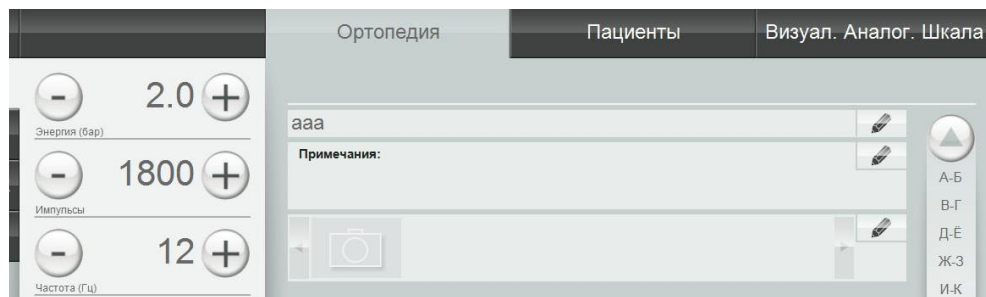 Ортопедия
Пациенты
Визуал. Аналог. Шкала
- 2.0 +
Энергия (бар)
- 1800 +
Импульсы
- 12 +
Частота (Гц)
aaa
Примечания:
А-Б
В-Г
Д-Ё
Ж-З
И-К